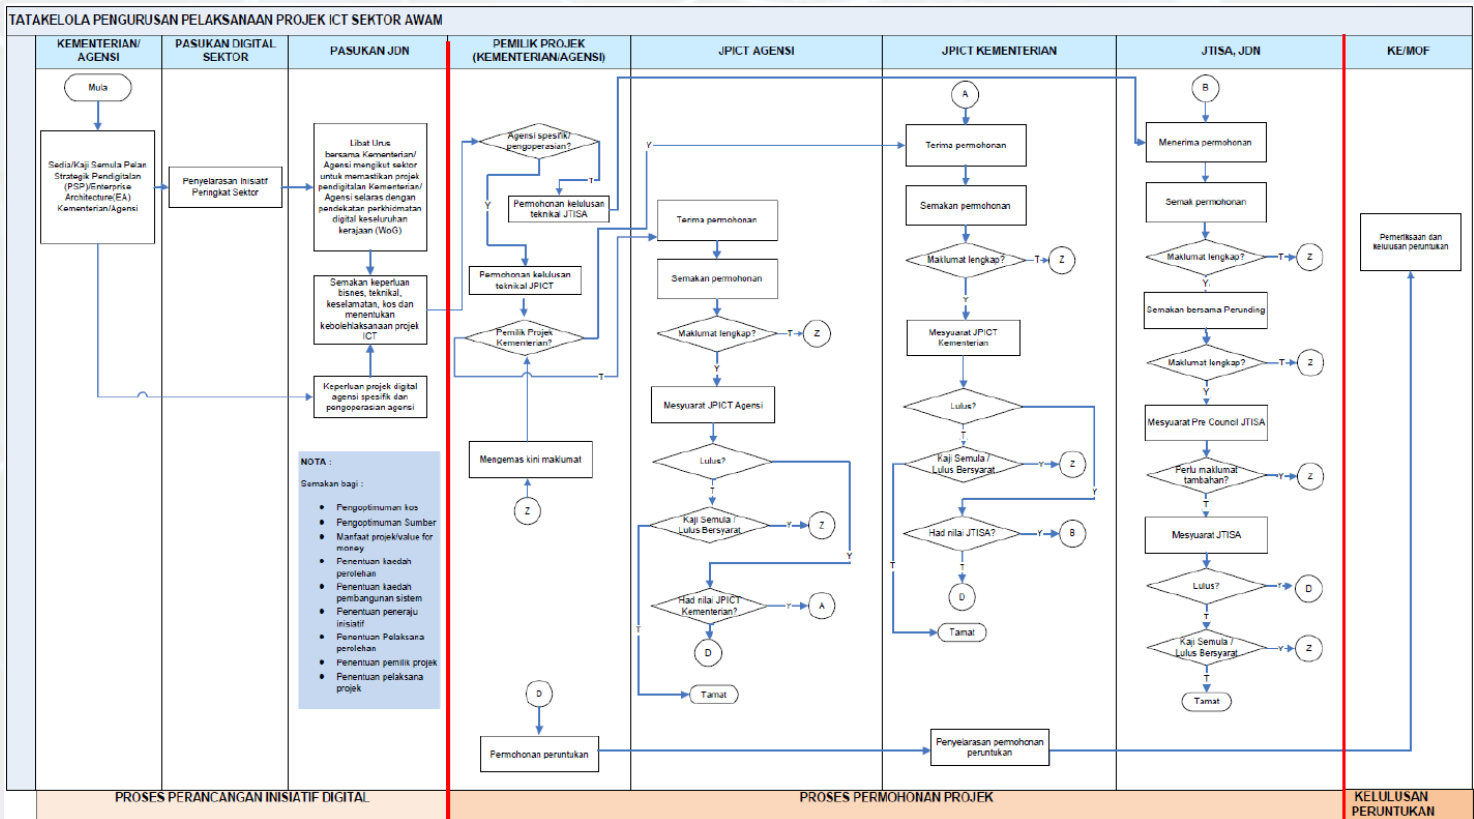 TATAKELOLA PENGURUSAN PELAKSANAAN PROJEK ICT SEKTOR AWAM
KEMENTERIAN/
AGENSI
PASUKAN DIGITAL
SEKTOR
PASUKAN JDN
PEMILIK PROJEK
(KEMENTERIAN/AGENSI)
JPICT AGENSI
JPICT KEMENTERIAN
JTISA, JDN
KE/MOF
Mula
Sedia/Kaji Semula Pelan
Strategik Pendigitalan
(PSP)/Enterprise
Architecture(EA)
Kementerian/Agensi
Penyelarasan Inisiatif
Peringkat Sektor
Libat Urus
bersama Kementerian/
Agensi mengikut sektor
untuk memastikan projek
pendigitalan Kementerian/
Agensi selaras dengan
pendekatan perkhidmatan
digital keseluruhan
kerajaan (WoG)
Semakan keperluan
bisnes, teknikal,
keselamatan, kos dan
menentukan
kebolehlaksanaan projek
ICT
Keperluan projek digital
agensi spesifik dan
pengoperasian agensi
NOTA :
Semakan bagi :
• Pengoptimuman kos
• Pengoptimuman Sumber
• Manfaat projek/value for
money
• Penentuan kaedah
perolehan
• Penentuan kaedah
pembangunan sistem
• Penentuan peneraju
inisiatif
• Penentuan Pelaksana
perolehan
• Penentuan pemilik projek
• Penentuan pelaksana
projek
Agensi spesifik/
pengoperasian?
T
Y
Permohonan kelulusan
teknikal JTISA
Permohonan kelulusan
teknikal JPICT
Pemilik Projek
Kementerian?
Y
T
Mengemas kini maklumat
Z
D
Permohonan peruntukan
Terima permohonan
Semakan permohonan
Maklumat lengkap?
T
Z
Y
Mesyuarat JPICT Agensi
Lulus?
T
Y
Kaji Semula /
Lulus Bersyarat
Y
Z
T
Had nilai JPICT
Kementerian?
Y
A
D
Tamat
A
Terima permohonan
Semakan permohonan
Maklumat lengkap?
T
Z
Y
Mesyuarat JPICT
Kementerian
Lulus?
T
Y
Kaji Semula /
Lulus Bersyarat
Y
Z
T
Had nilai JTISA?
Y
B
T
D
Tamat
Penyelarasan permohonan
peruntukan
B
Menerima permohonan
Semak permohonan
Maklumat lengkap?
T
Z
Y
Semakan bersama Perunding
Maklumat lengkap?
T
Z
Y
Mesyuarat Pre Council JTISA
Perlu maklumat
tambahan?
Y
Z
T
Mesyuarat JTISA
Lulus?
Y
D
T
Kaji Semula /
Lulus Bersyarat
Y
Z
T
Tamat
Pemeriksaan dan
kelulusan peruntukan
PROSES PERANCANGAN INISIATIF DIGITAL
PROSES PERMOHONAN PROJEK
KELULUSAN
PERUNTUKAN